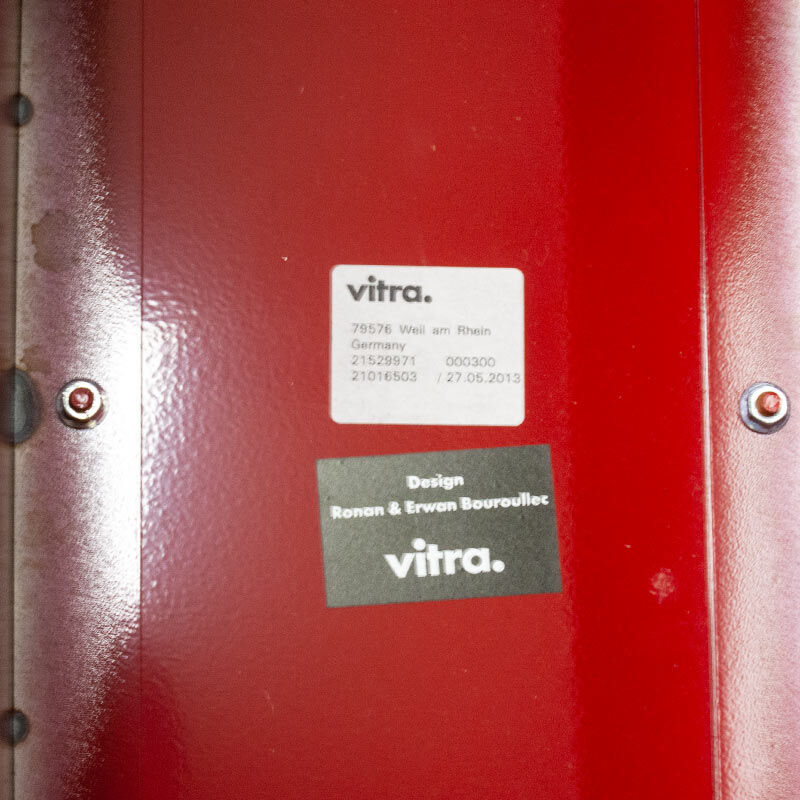 vitra.
79576 Weil am Rhein
Germany
21529971 000300
21016503 / 27.05.2013
Design
Ronan & Erwan Bouroullec
vitra.